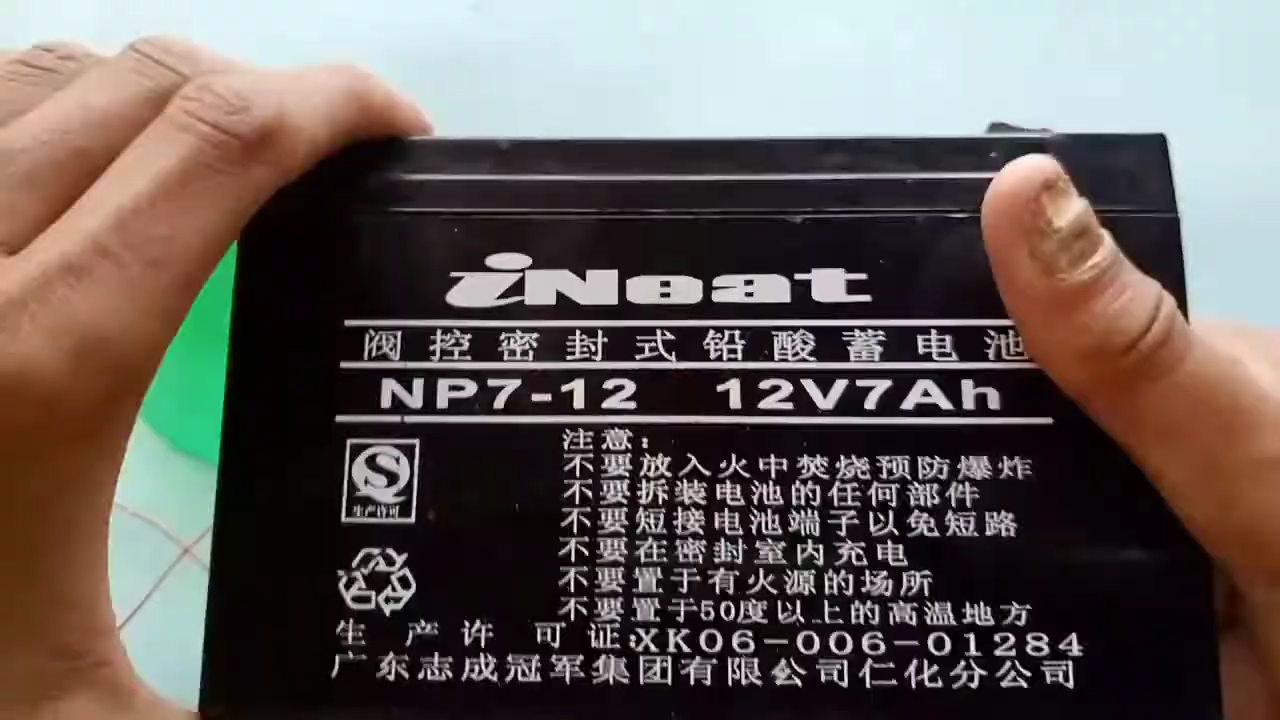 iNeat
阀控密封式铅酸蓄电池
NP7-12 12V7Ah
注意：
不要放入火中焚烧预防爆炸
不要拆装电池的任何部件
不要短接电池端子以免短路
不要在密封室内充电
不要置于有火源的场所
不要置于50度以上的高温地方
S
生产许可
生产许可证:XK06-006-01284
广东志成冠军集团有限公司仁化分公司